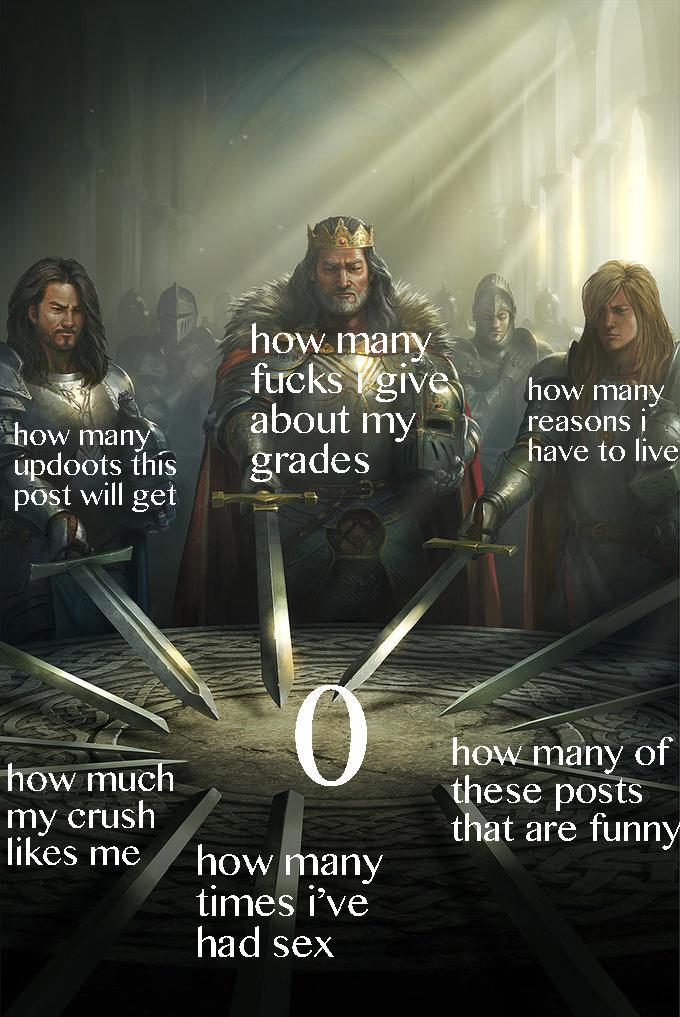 how many
fucks i give
about my
grades
how many
reasons i
have to live
how many
updoots this
post will get
0
how many of
these posts
that are funny
how much
my crush
likes me
how many
times i've
had sex